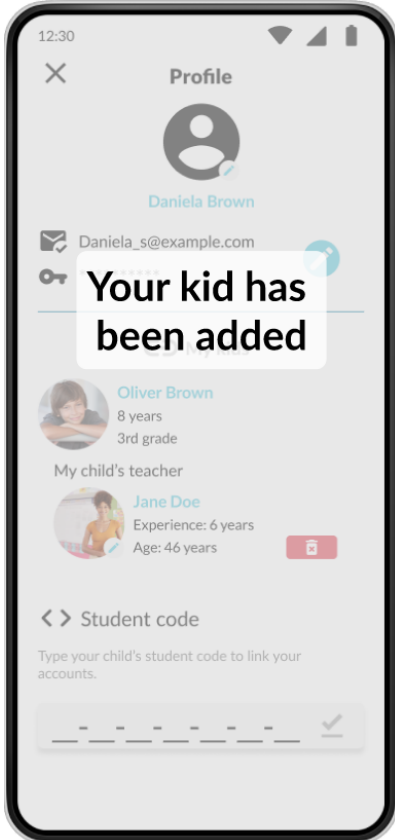 12:30
Profile
Daniela Brown
Daniela_s@example.com
Your kid has
been added
My kids
Oliver Brown
8 years
3rd grade
My child's teacher
Jane Doe
Experience: 6 years
Age: 46 years
< > Student code
Type your child's student code to link your
accounts.
_ - _ - _ - _ - _ - _ - _